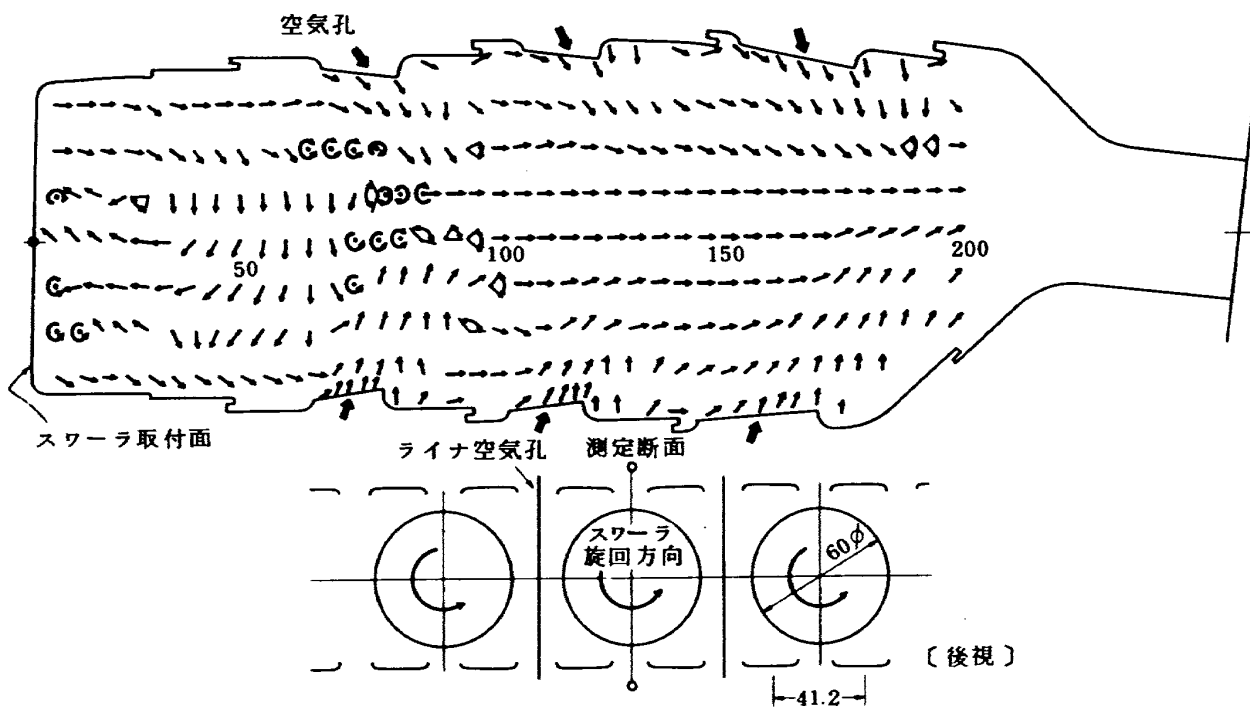 空気孔
50
100
150
200
スワーラ取付面
ライナ空気孔
測定断面
スワーラ
旋回方向
60φ
〔後視〕
41.2